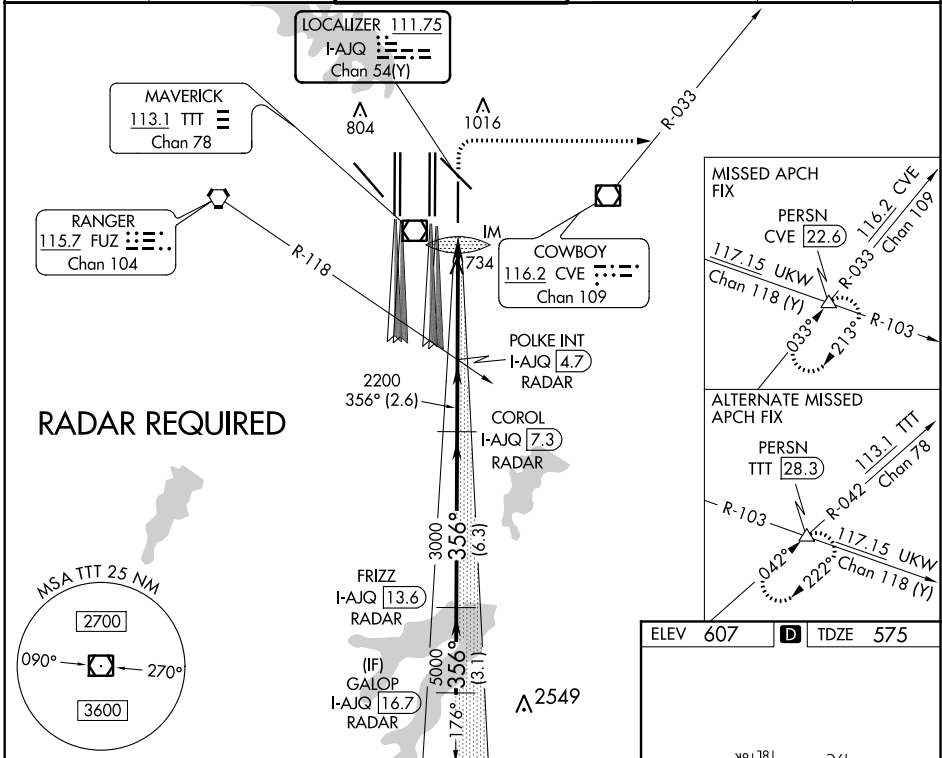 LOCALIZER 111.75
I-AJQ
Chan 54(Y)
MAVERICK
113.1 TTT
Chan 78
804
1016
R-033
RANGER
115.7 FUZ
Chan 104
R-118
IM
734
COWBOY
116.2 CVE
Chan 109
POLKE INT
I-AJQ 4.7
RADAR
2200
356° (2.6)
COROL
I-AJQ 7.3
RADAR
RADAR REQUIRED
3000
356°
(6.3)
FRIZZ
I-AJQ 13.6
RADAR
5000
356°
(3.1)
(IF)
GALOP
I-AJQ 16.7
RADAR
176°
2549
MSA TTT 25 NM
2700
090°
270°
3600
MISSED APCH
FIX
PERSN
CVE 22.6
116.2 CVE
Chan 109
R-033
117.15 UKW
Chan 118 (Y)
R-103
033°
213°
ALTERNATE MISSED
APCH FIX
PERSN
TTT 28.3
113.1 TTT
Chan 78
R-042
R-103
117.15 UKW
Chan 118 (Y)
042°
222°
ELEV 607
D
TDZE 575